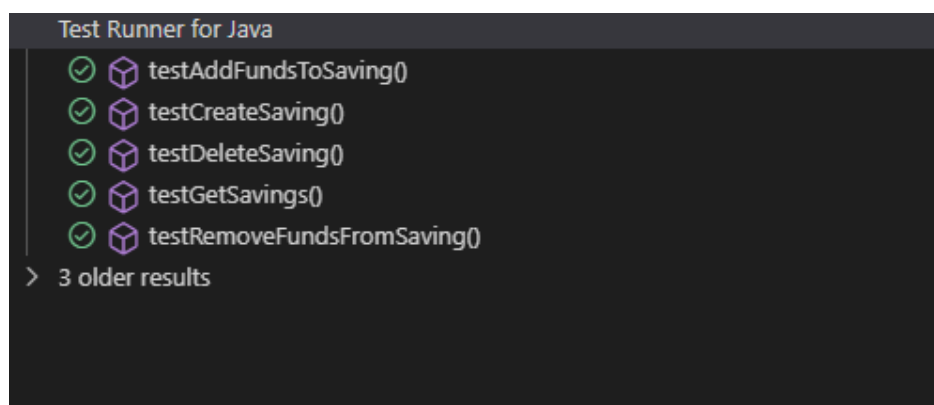 Test Runner for Java
testAddFundsToSaving()
testCreateSaving()
testDeleteSaving()
testGetSavings()
testRemoveFundsFromSaving()
3 older results